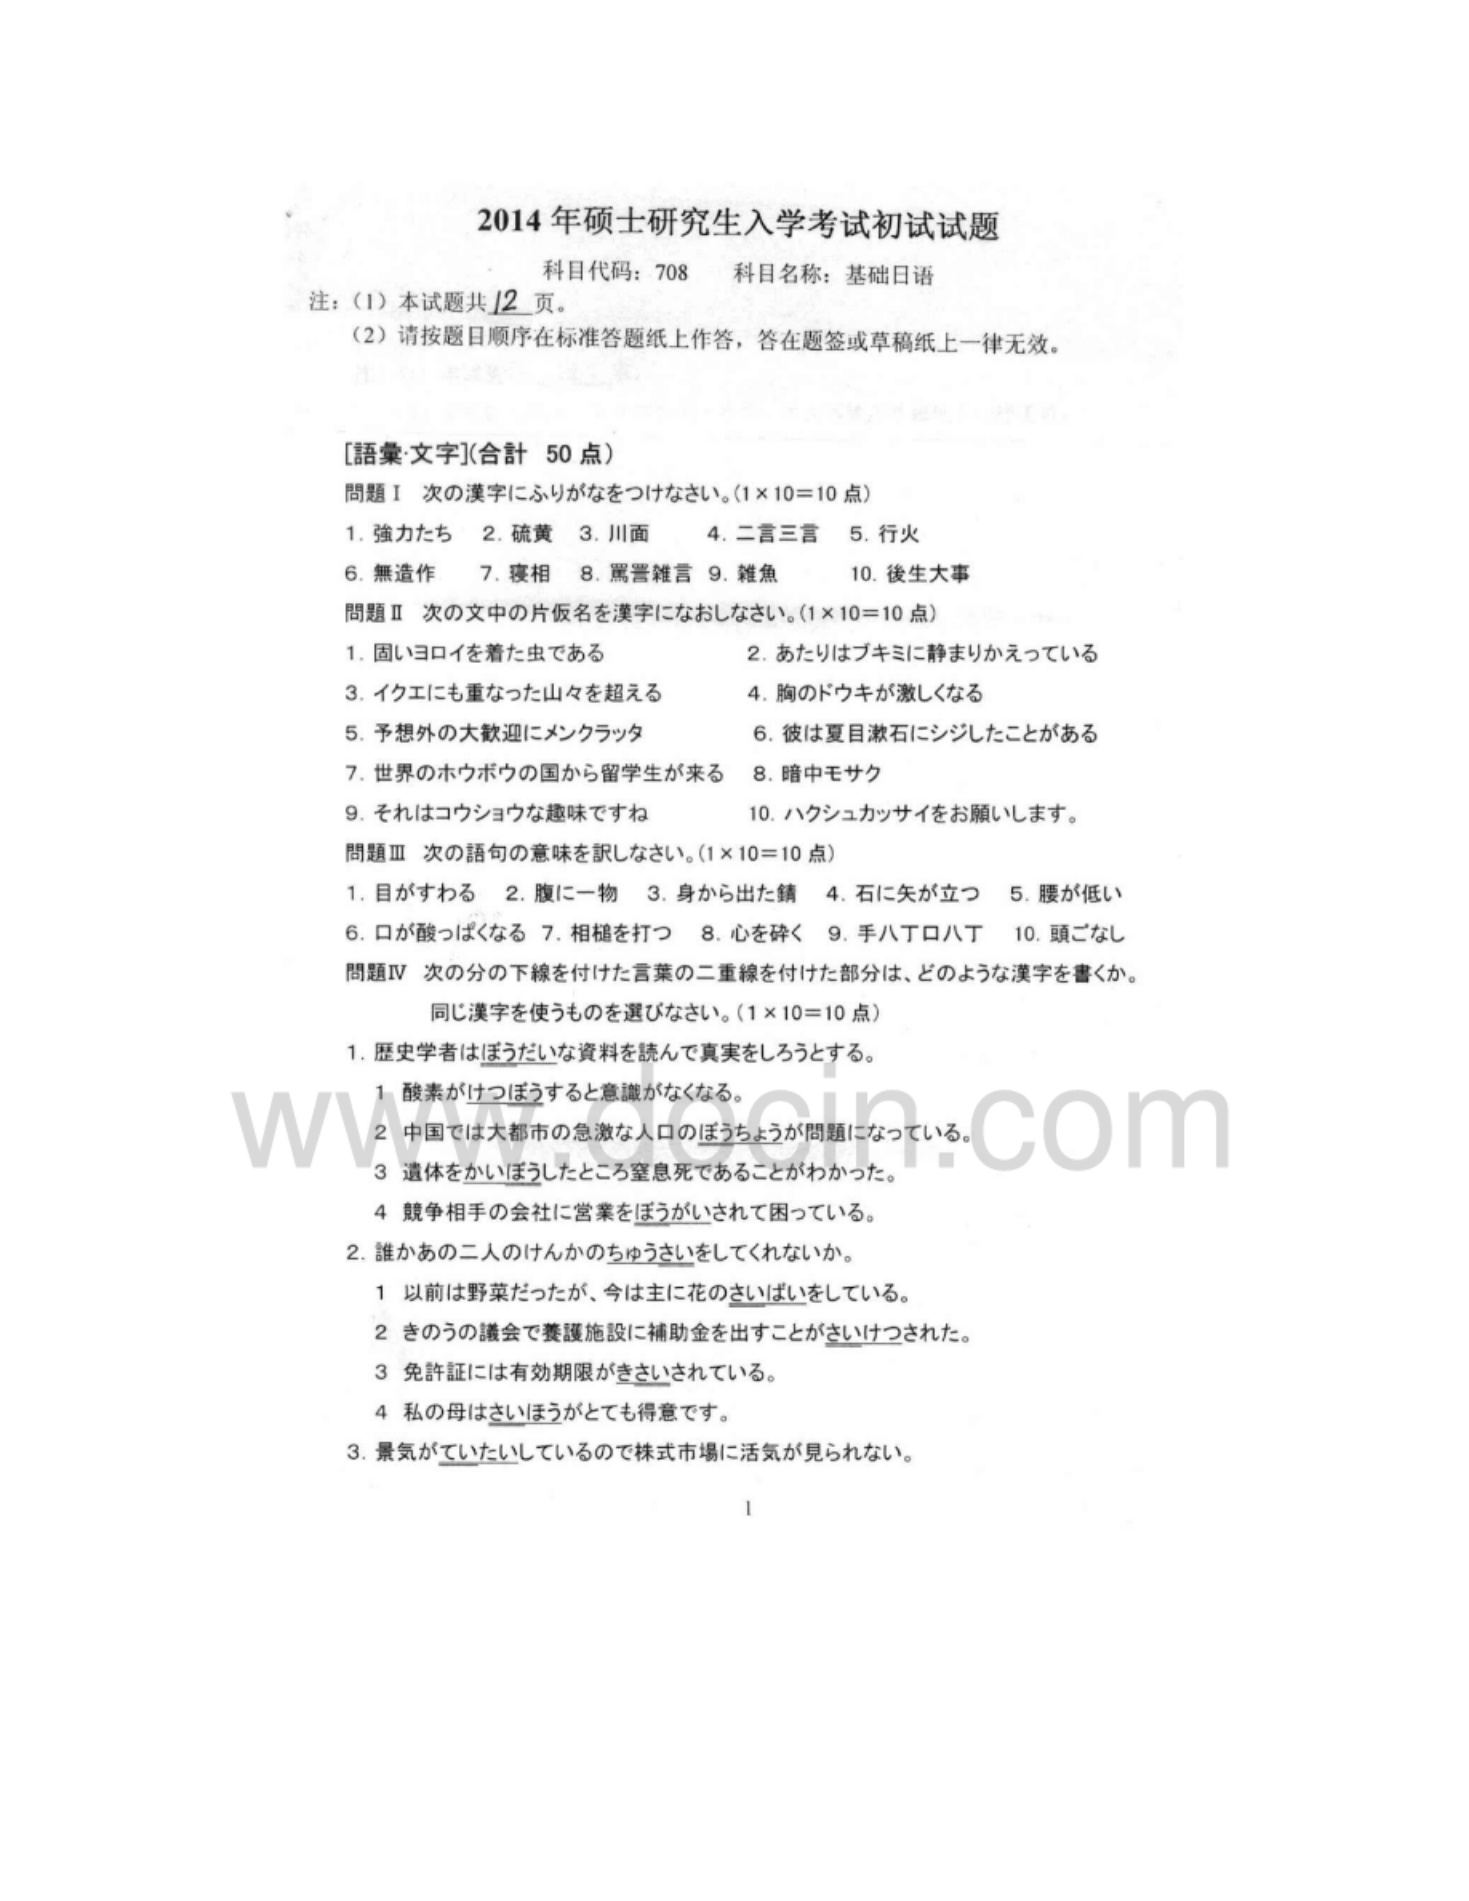 2014 年硕士研究生入学考试初试试题
科目代码：708 科目名称：基础日语
注：（1）本试题共12页。
（2）请按题目顺序在标准答题纸上作答，答在题签或草稿纸上一律无效。
[語彙·文字]（合計 50 点）
問題Ⅰ 次の漢字にふりがなをつけなさい。（1×10＝10 点）
1. 強力たち 2. 硫黄 3. 川面 4. 二言三言 5. 行火
6. 無造作 7. 寝相 8. 罵詈雑言 9. 雑魚 10. 後生大事
問題Ⅱ 次の文中の片仮名を漢字になおしなさい。（1×10＝10 点）
1. 固いヨロイを着た虫である 2. あたりはブキミに静まりかえっている
3. イクエにも重なった山々を超える 4. 胸のドウキが激しくなる
5. 予想外の大歓迎にメンクラッタ 6. 彼は夏目漱石にシジしたことがある
7. 世界のホウボウの国から留学生が来る 8. 暗中モサク
9. それはコウショウな趣味ですね 10. ハクシュカッサイをお願いします。
問題Ⅲ 次の語句の意味を訳しなさい。（1×10＝10 点）
1. 目がすわる 2. 腹に一物 3. 身から出た錆 4. 石に矢が立つ 5. 腰が低い
6. 口が酸っぱくなる 7. 相槌を打つ 8. 心を砕く 9. 手八丁口八丁 10. 頭ごなし
問題Ⅳ 次の分の下線を付けた言葉の二重線を付けた部分は、どのような漢字を書くか。
同じ漢字を使うものを選びなさい。（1×10＝10 点）
1. 歴史学者はぼうだいな資料を読んで真実をしろうとする。
1 酸素がけつぼうすると意識がなくなる。
2 中国では大都市の急激な人口のぼうちょうが問題になっている。
3 遺体をかいぼうしたところ窒息死であることがわかった。
4 競争相手の会社に営業をぼうがいされて困っている。
2. 誰かあの二人のけんかのちゅうさいをしてくれないか。
1 以前は野菜だったが、今は主に花のさいばいをしている。
2 きのうの議会で養護施設に補助金を出すことがさいけつされた。
3 免許証には有効期限がきさいされている。
4 私の母はさいほうがとても得意です。
3. 景気がていたいしているので株式市場に活気が見られない。
1
www.docin.com